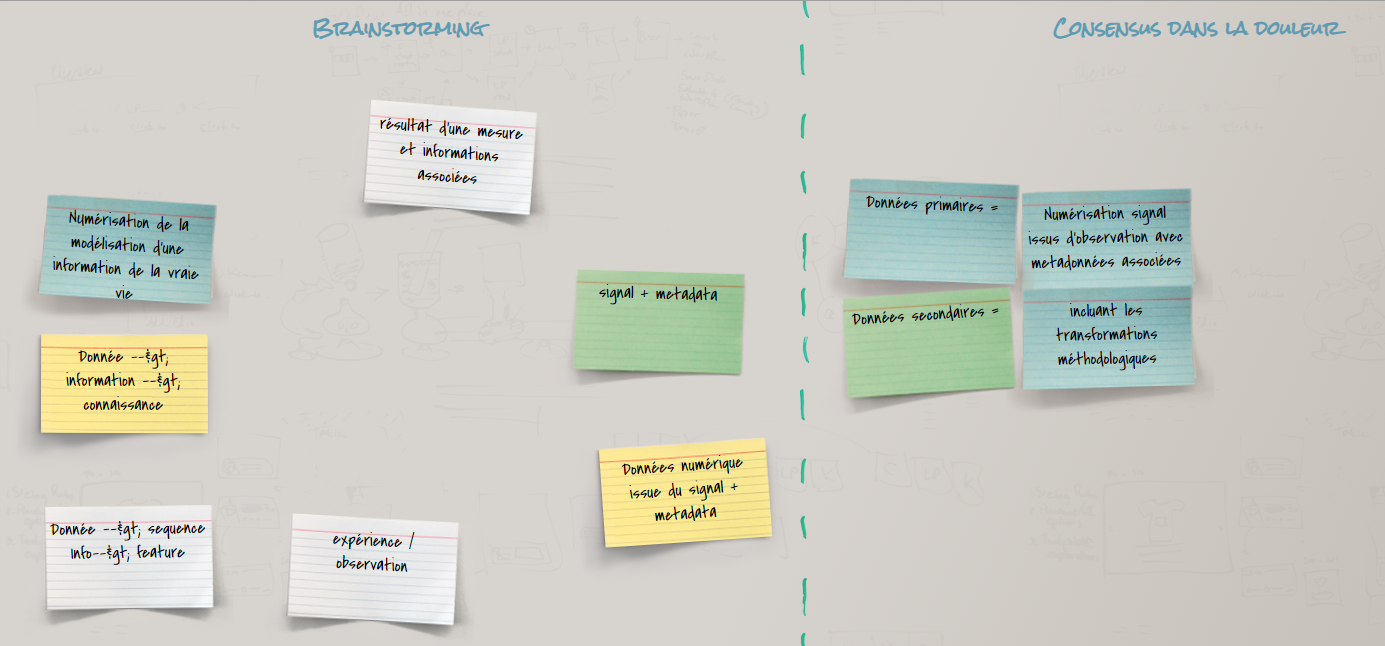 Brainstorming
Consensus dans la douleur
résultat d'une mesure
et informations
associées
Numérisation de la
modélisation d'une
information de la vraie
vie
signal + metadata
Donnée --&gt;
information --&gt;
connaissance
Données numérique
issue du signal +
metadata
Donnée --&gt; sequence
info--&gt; feature
expérience /
observation
Données primaires =
Numérisation signal
issus d'observation avec
metadonnées associées
Données secondaires =
incluant les
transformations
méthodologiques